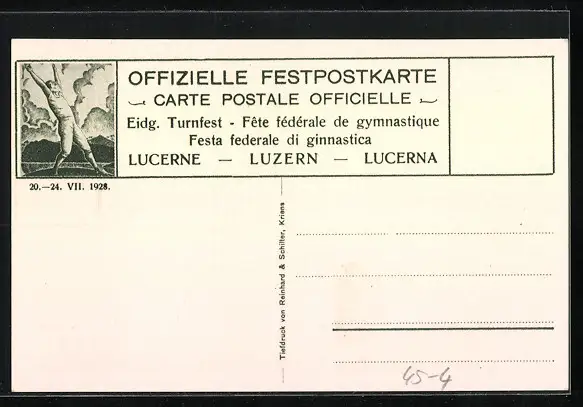 OFFIZIELLE FESTPOSTKARTE
CARTE POSTALE OFFICIELLE
Eidg. Turnfest - Fête fédérale de gymnastique
Festa federale di ginnastica
LUCERNE — LUZERN — LUCERNA
20.—24. VII. 1928.
Tiefdruck von Reinhard & Schiller, Kriens
45-4